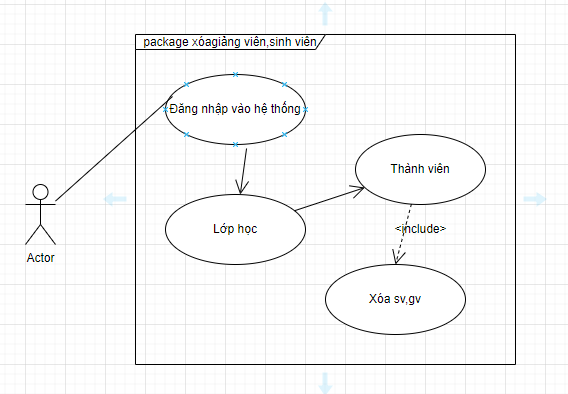 package xóagiảng viên,sinh viên
Đăng nhập vào hệ thống
Thành viên
Lớp học
<include>
Actor
Xóa sv,gv